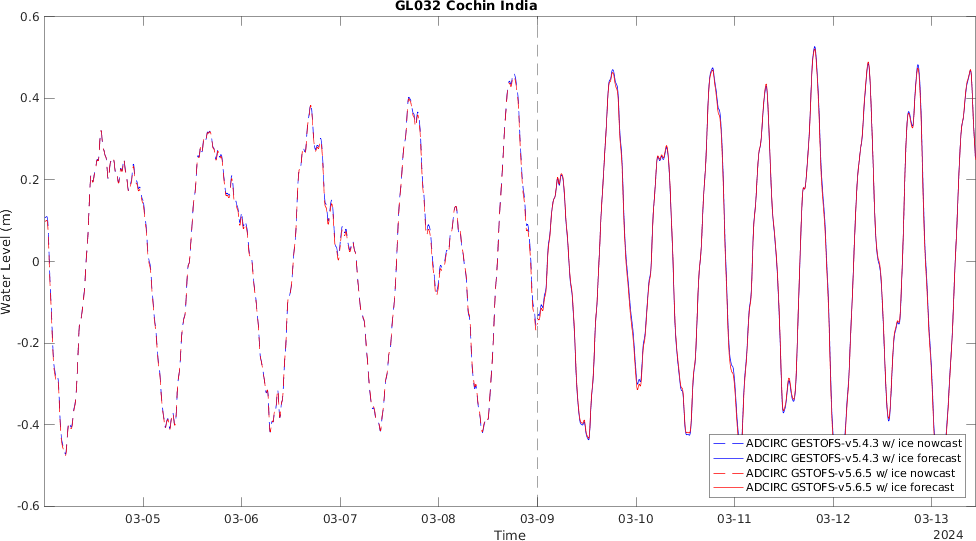 GL032 Cochin India
0.6
0.4
0.2
0
-0.2
-0.4
-0.6
Water Level (m)
03-05
03-06
03-07
03-08
03-09
03-10
03-11
03-12
03-13
Time
2024
ADCIRC GESTOFS-v5.4.3 w/ ice nowcast
ADCIRC GESTOFS-v5.4.3 w/ ice forecast
ADCIRC GSTOFS-v5.6.5 w/ ice nowcast
ADCIRC GSTOFS-v5.6.5 w/ ice forecast